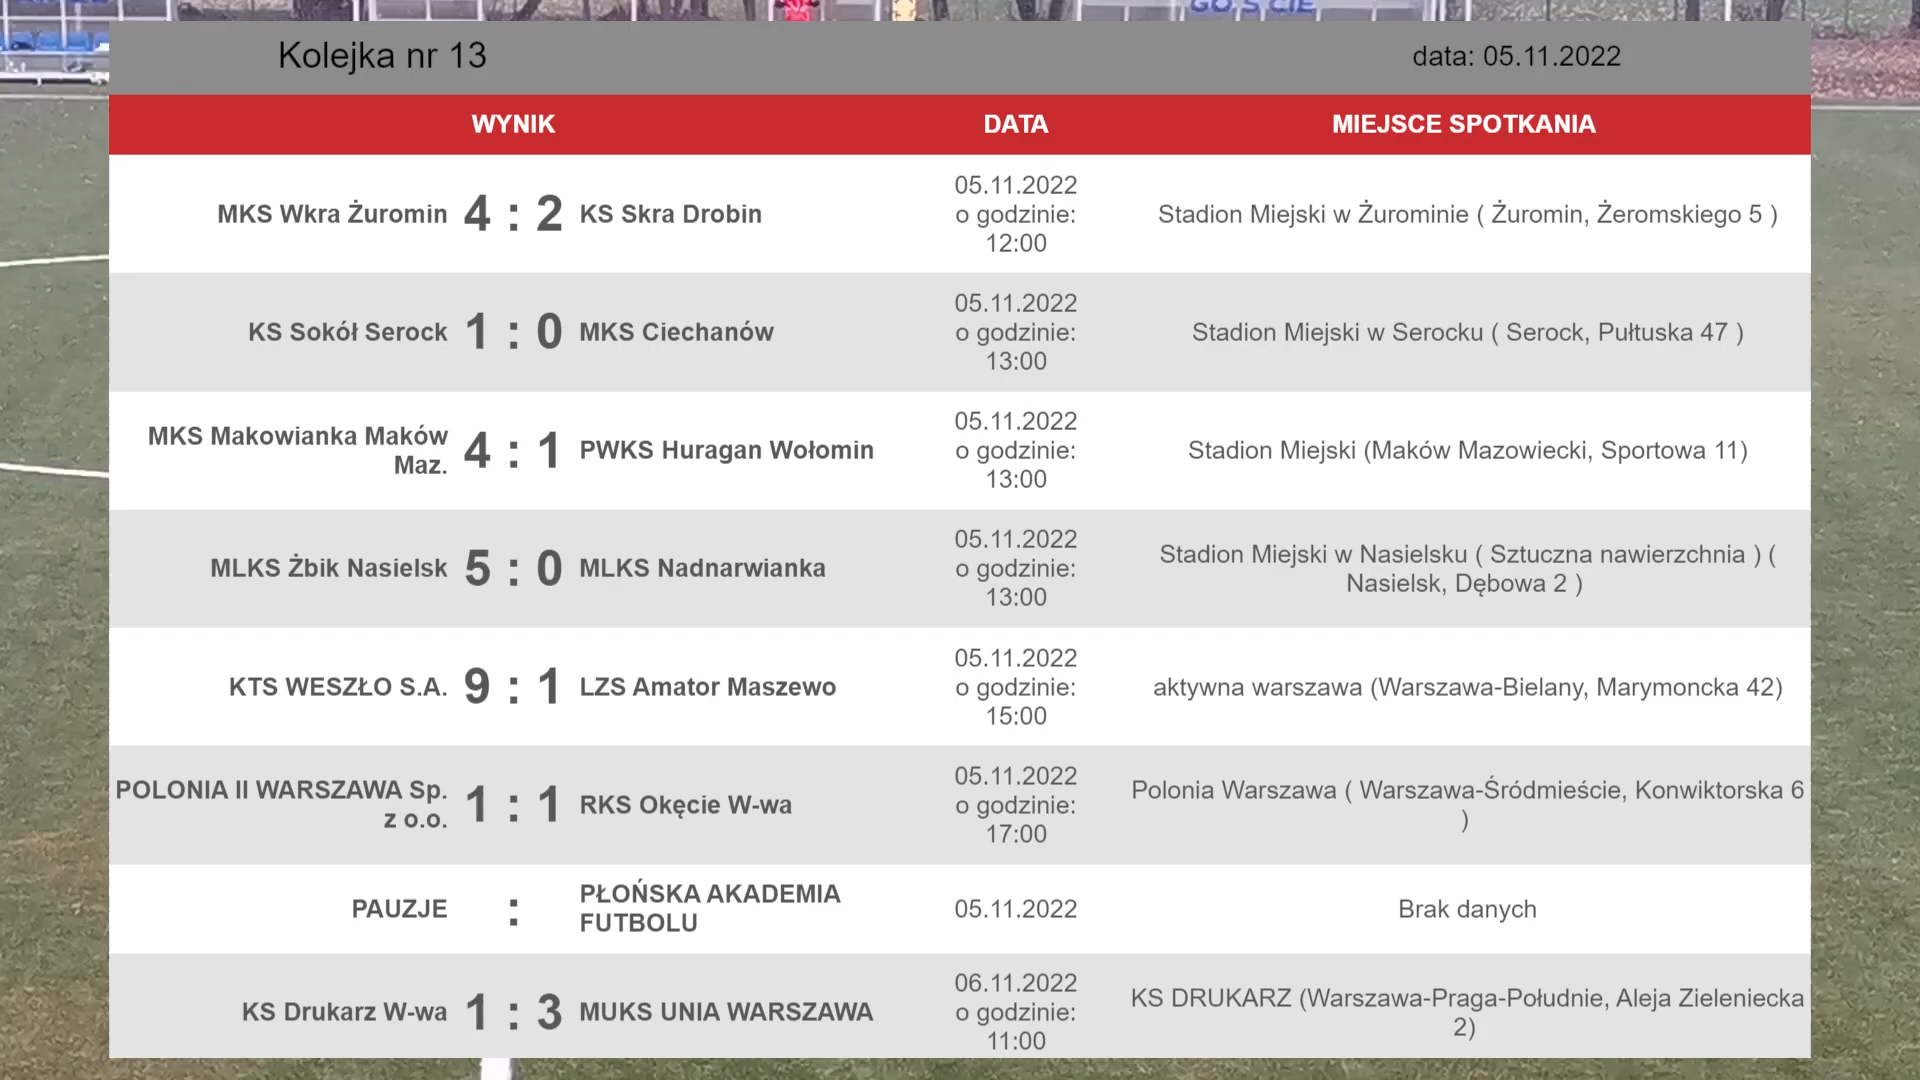 GOŚCIE
Kolejka nr 13
data: 05.11.2022
WYNIK DATA MIEJSCE SPOTKANIA
MKS Wkra Żuromin 4 : 2 KS Skra Drobin
05.11.2022
o godzinie:
12:00
Stadion Miejski w Żurominie ( Żuromin, Żeromskiego 5 )
KS Sokół Serock 1 : 0 MKS Ciechanów
05.11.2022
o godzinie:
13:00
Stadion Miejski w Serocku ( Serock, Pułtuska 47 )
MKS Makowianka Maków
Maz.
4 : 1 PWKS Huragan Wołomin
05.11.2022
o godzinie:
13:00
Stadion Miejski (Maków Mazowiecki, Sportowa 11)
MLKS Żbik Nasielsk 5 : 0 MLKS Nadnarwianka
05.11.2022
o godzinie:
13:00
Stadion Miejski w Nasielsku ( Sztuczna nawierzchnia ) (
Nasielsk, Dębowa 2 )
KTS WESZŁO S.A. 9 : 1 LZS Amator Maszewo
05.11.2022
o godzinie:
15:00
aktywna warszawa (Warszawa-Bielany, Marymoncka 42)
POLONIA II WARSZAWA Sp.
z o.o.
1 : 1 RKS Okęcie W-wa
05.11.2022
o godzinie:
17:00
Polonia Warszawa ( Warszawa-Śródmieście, Konwiktorska 6
)
PAUZJE :
PŁOŃSKA AKADEMIA
FUTBOLU
05.11.2022
Brak danych
KS Drukarz W-wa 1 : 3 MUKS UNIA WARSZAWA
06.11.2022
o godzinie:
11:00
KS DRUKARZ (Warszawa-Praga-Południe, Aleja Zieleniecka
2)